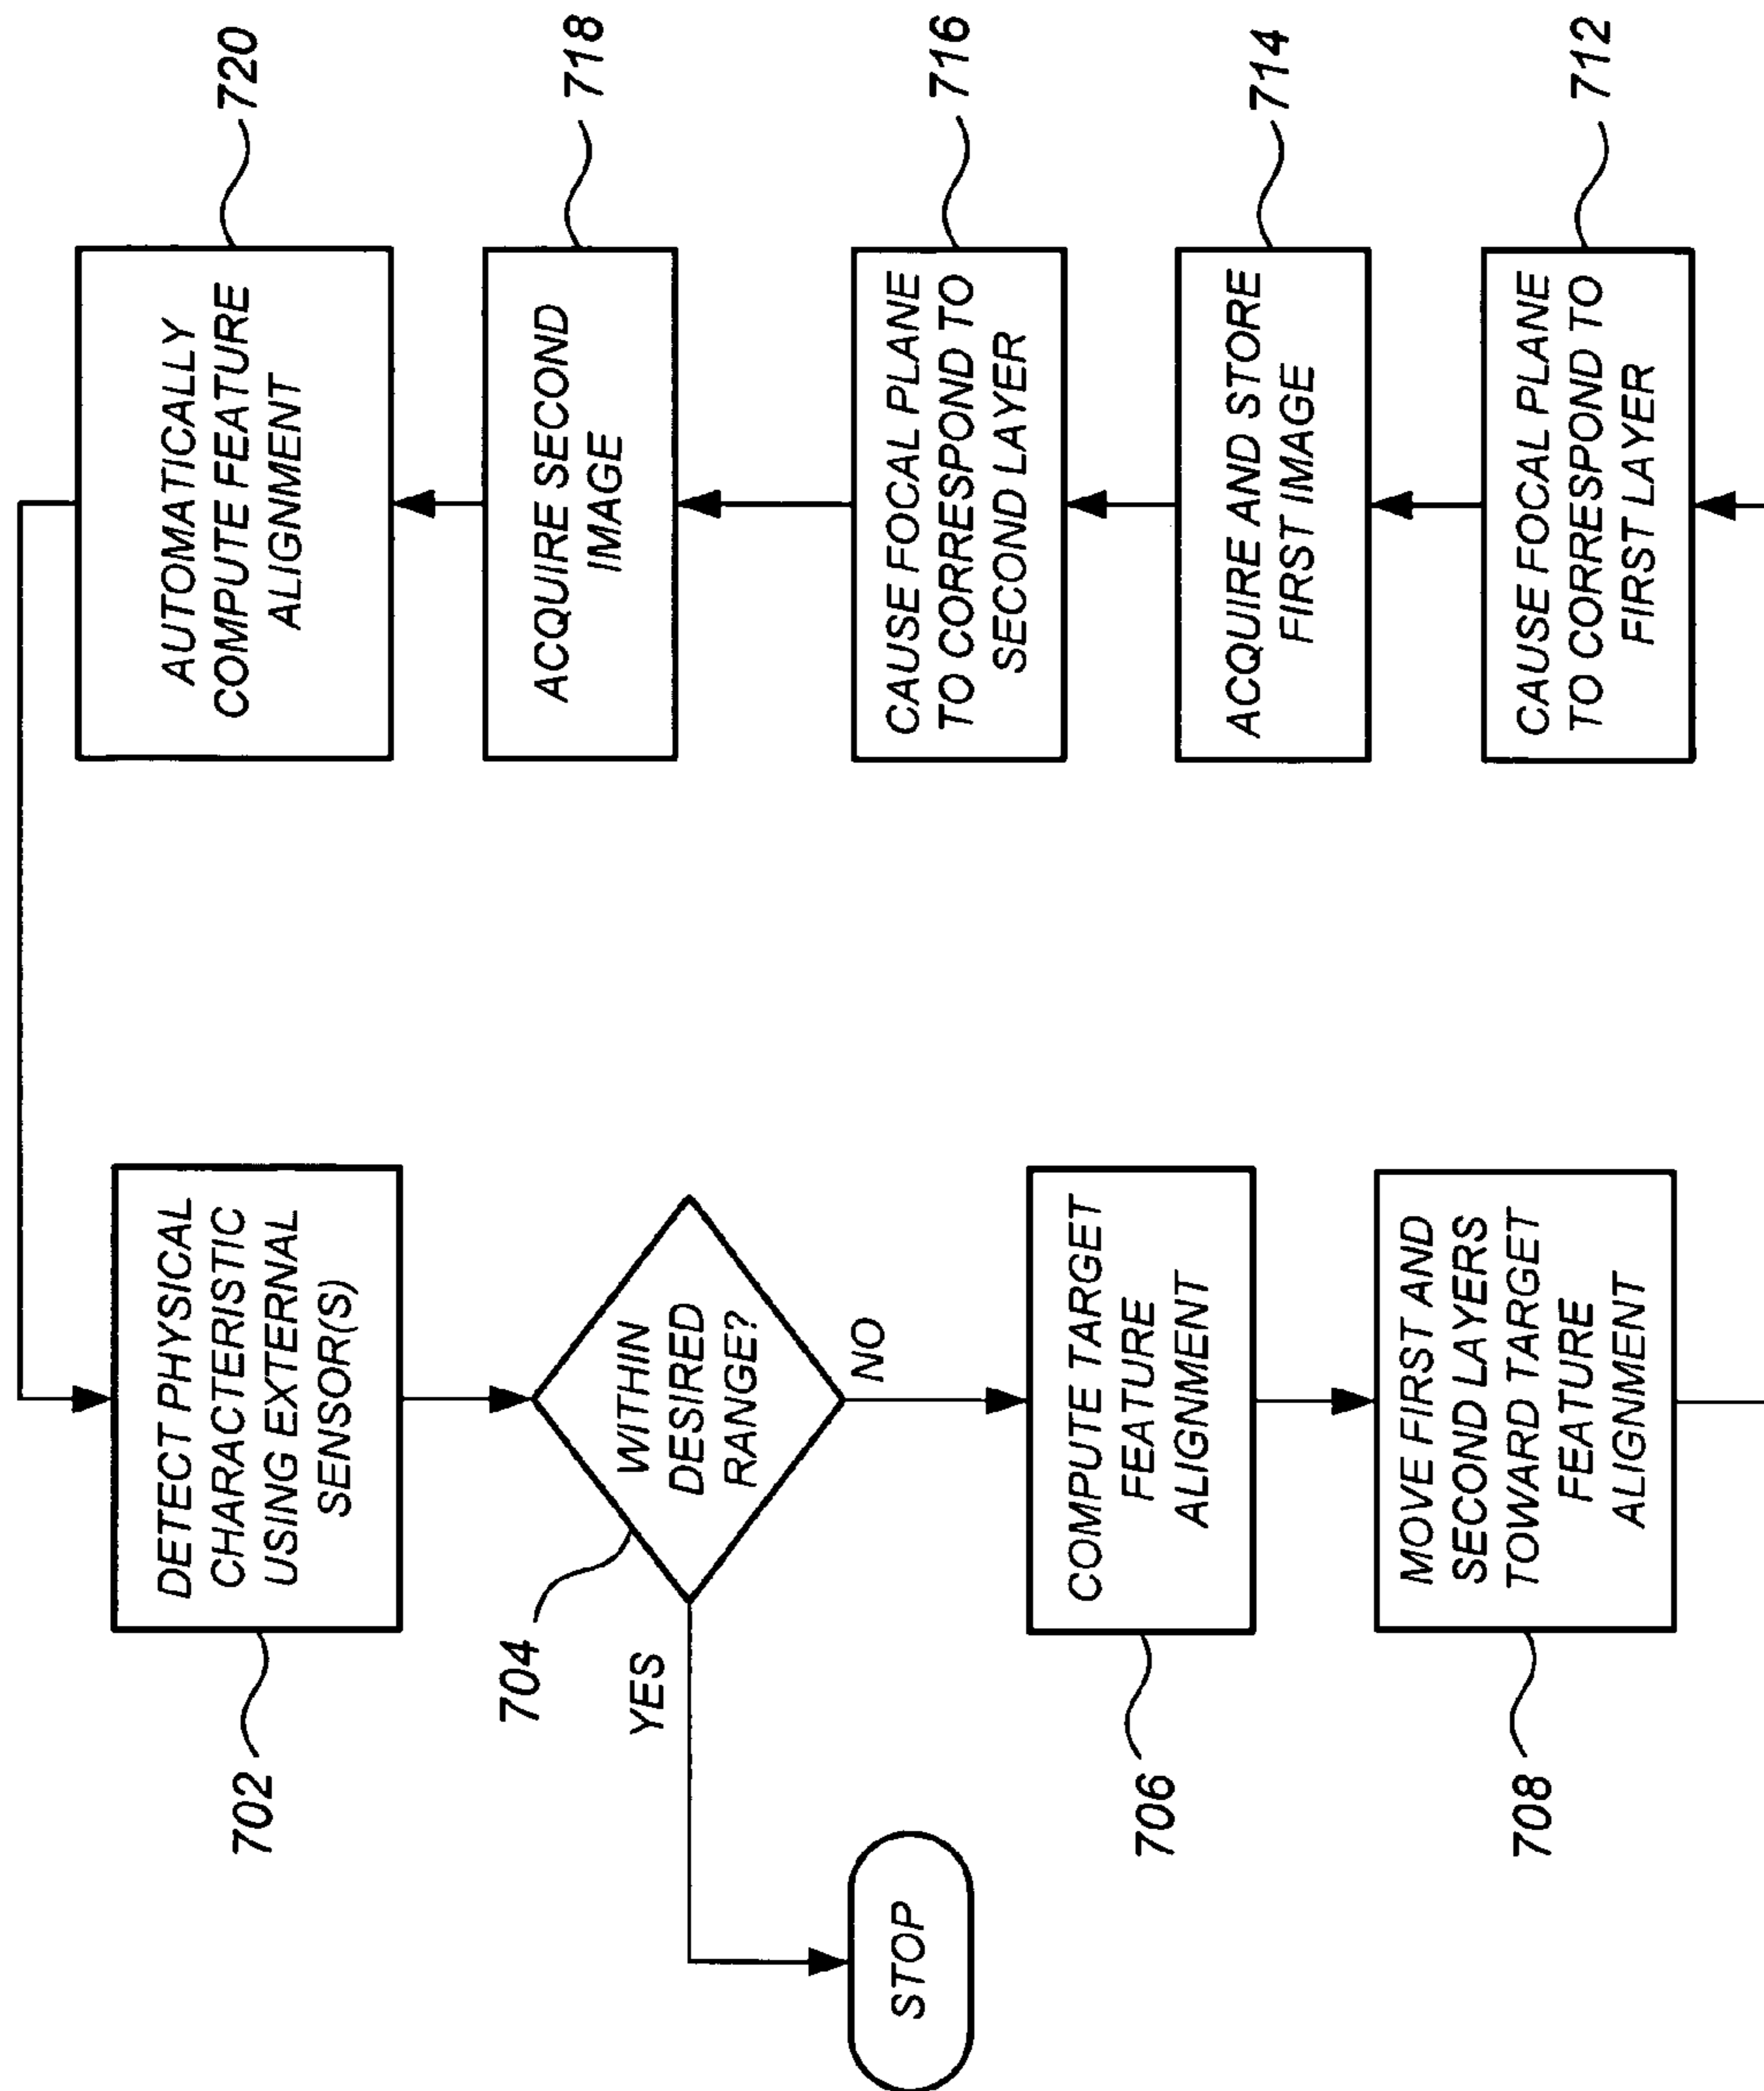 702
DETECT PHYSICAL
CHARACTERISTIC
USING EXTERNAL
SENSOR(S)
704
WITHIN
DESIRED
RANGE?
YES
NO
STOP
706
COMPUTE TARGET
FEATURE
ALIGNMENT
708
MOVE FIRST AND
SECOND LAYERS
TOWARD TARGET
FEATURE
ALIGNMENT
712
CAUSE FOCAL PLANE
TO CORRESPOND TO
FIRST LAYER
714
ACQUIRE AND STORE
FIRST IMAGE
716
CAUSE FOCAL PLANE
TO CORRESPOND TO
SECOND LAYER
718
ACQUIRE SECOND
IMAGE
720
AUTOMATICALLY
COMPUTE FEATURE
ALIGNMENT